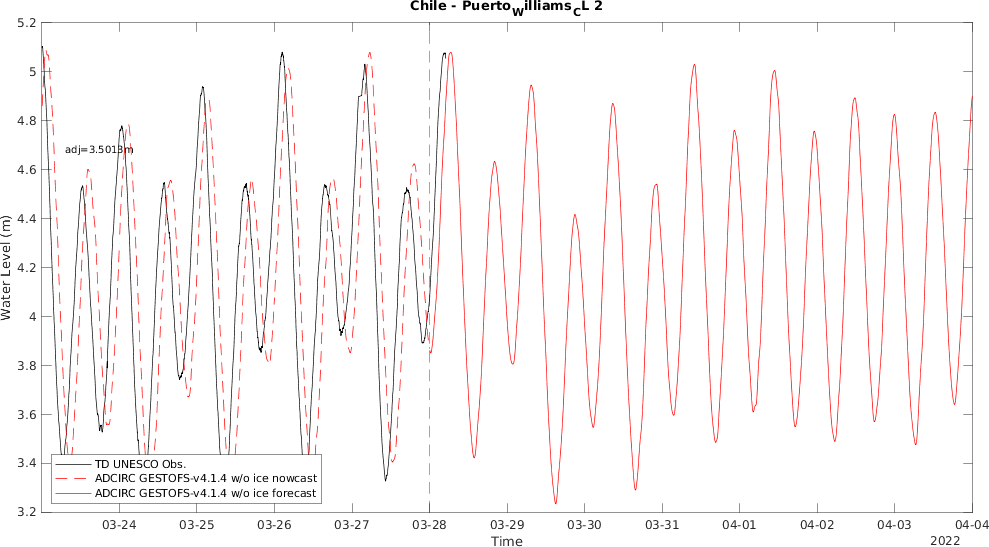 Chile - PuertoWilliamsCL 2
5.2
5
4.8
4.6
4.4
4.2
4
3.8
3.6
3.4
3.2
Water Level (m)
adj=3.5013m
TD UNESCO Obs.
ADCIRC GESTOFS-v4.1.4 w/o ice nowcast
ADCIRC GESTOFS-v4.1.4 w/o ice forecast
03-24 03-25 03-26 03-27 03-28 03-29 03-30 03-31 04-01 04-02 04-03 04-04
Time
2022